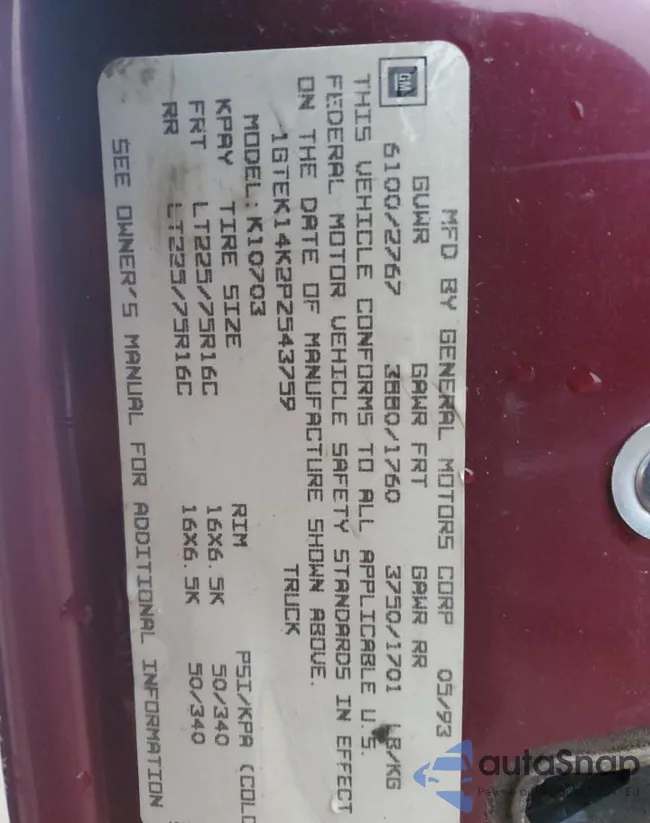 GM
MFD BY GENERAL MOTORS CORP 05/93
GVWR GAWR FRT GAWR RR
6100/2767 3880/1760 3750/1701 LB/KG
THIS VEHICLE CONFORMS TO ALL APPLICABLE U.S.
FEDERAL MOTOR VEHICLE SAFETY STANDARDS IN EFFECT
ON THE DATE OF MANUFACTURE SHOWN ABOVE.
1GTEK14K2PZ543759 TRUCK
MODEL: K10703
KPAY TIRE SIZE RIM PSI/KPA (COLD
FRT LT225/75R16C 16X6.5K 50/340
RR LT225/75R16C 16X6.5K 50/340
SEE OWNER'S MANUAL FOR ADDITIONAL INFORMATION
autoSnap